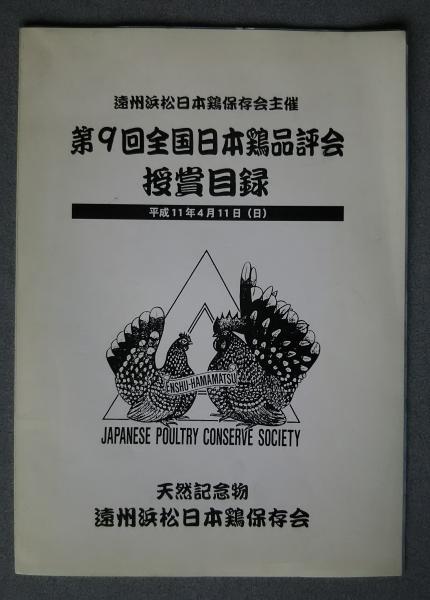 遠州浜松日本鶏保存会主催
第9回全国日本鶏品評会
授賞目録
平成11年4月11日（日）
ENSHU-HAMAMATSU
JAPANESE POULTRY CONSERVE SOCIETY
天然記念物
遠州浜松日本鶏保存会